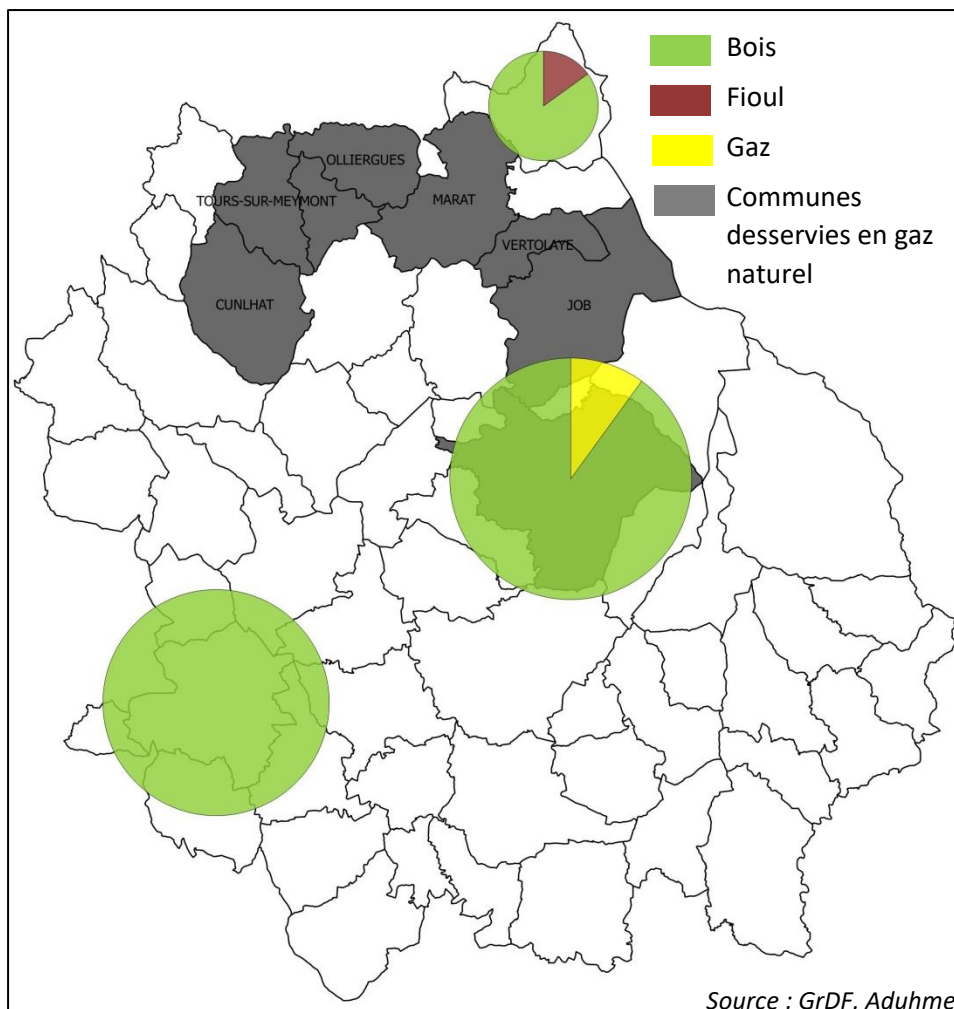 Bois
Fioul
Gaz
Communes
desservies en gaz
naturel
OLLIERGUES
TOURS-SUR-MEYMONT
MARAT
VERTOLAYE
CUNLHAT
JOB
Source : GrDF, Aduhme